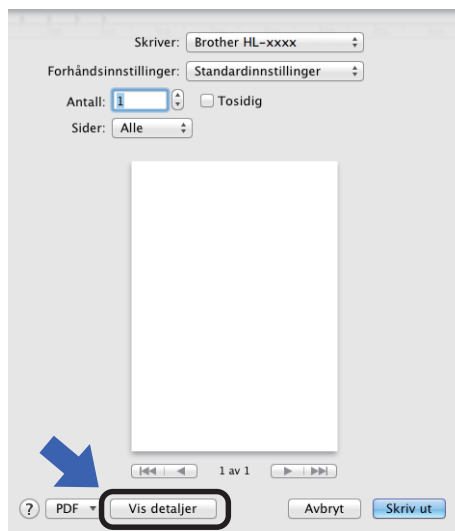 Skriver: Brother HL-xxxx
Forhåndsinnstillinger: Standardinnstillinger
Antall: 1 Tosidig
Sider: Alle
1 av 1
? PDF Vis detaljer Avbryt Skriv ut